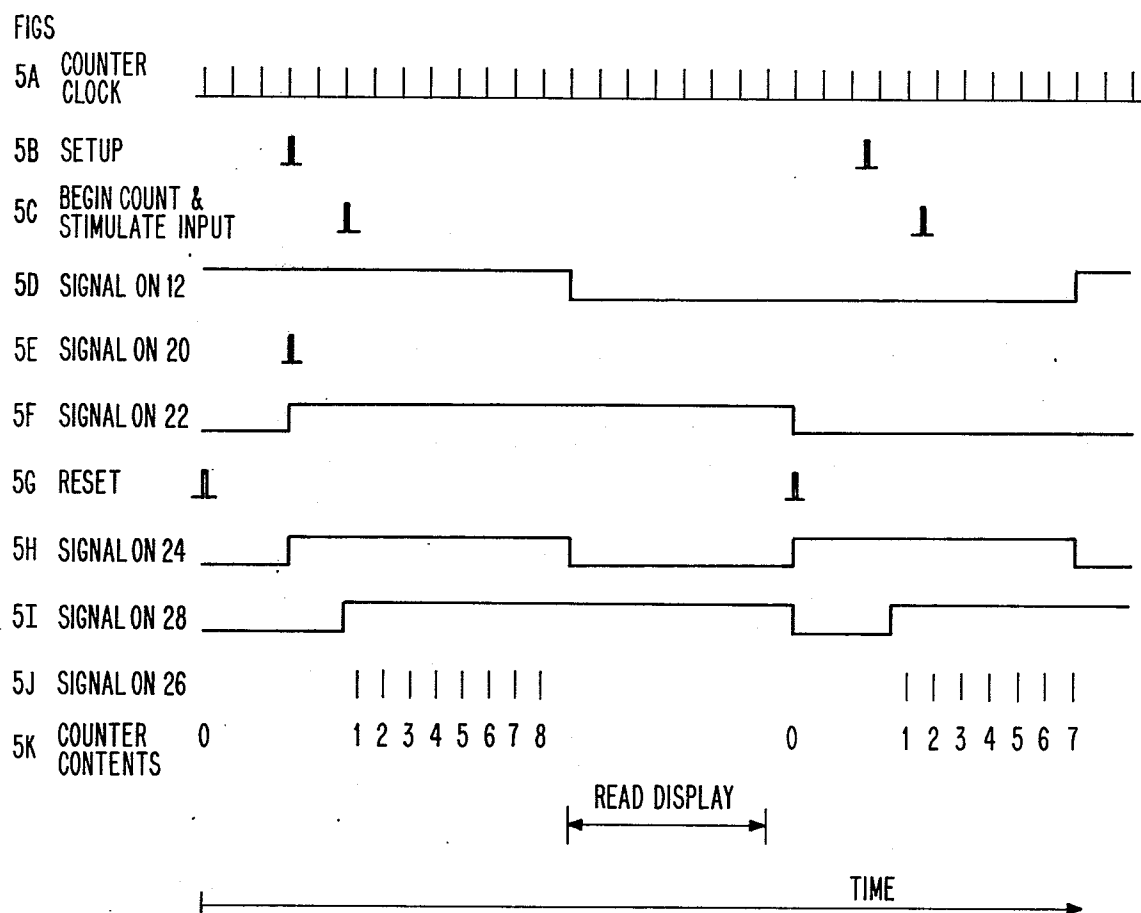 FIGS
5A COUNTER
CLOCK
5B SETUP
5C BEGIN COUNT &
STIMULATE INPUT
5D SIGNAL ON 12
5E SIGNAL ON 20
5F SIGNAL ON 22
5G RESET
5H SIGNAL ON 24
5I SIGNAL ON 28
5J SIGNAL ON 26
5K COUNTER
CONTENTS
0 1 2 3 4 5 6 7 8 0 1 2 3 4 5 6 7
READ DISPLAY
TIME